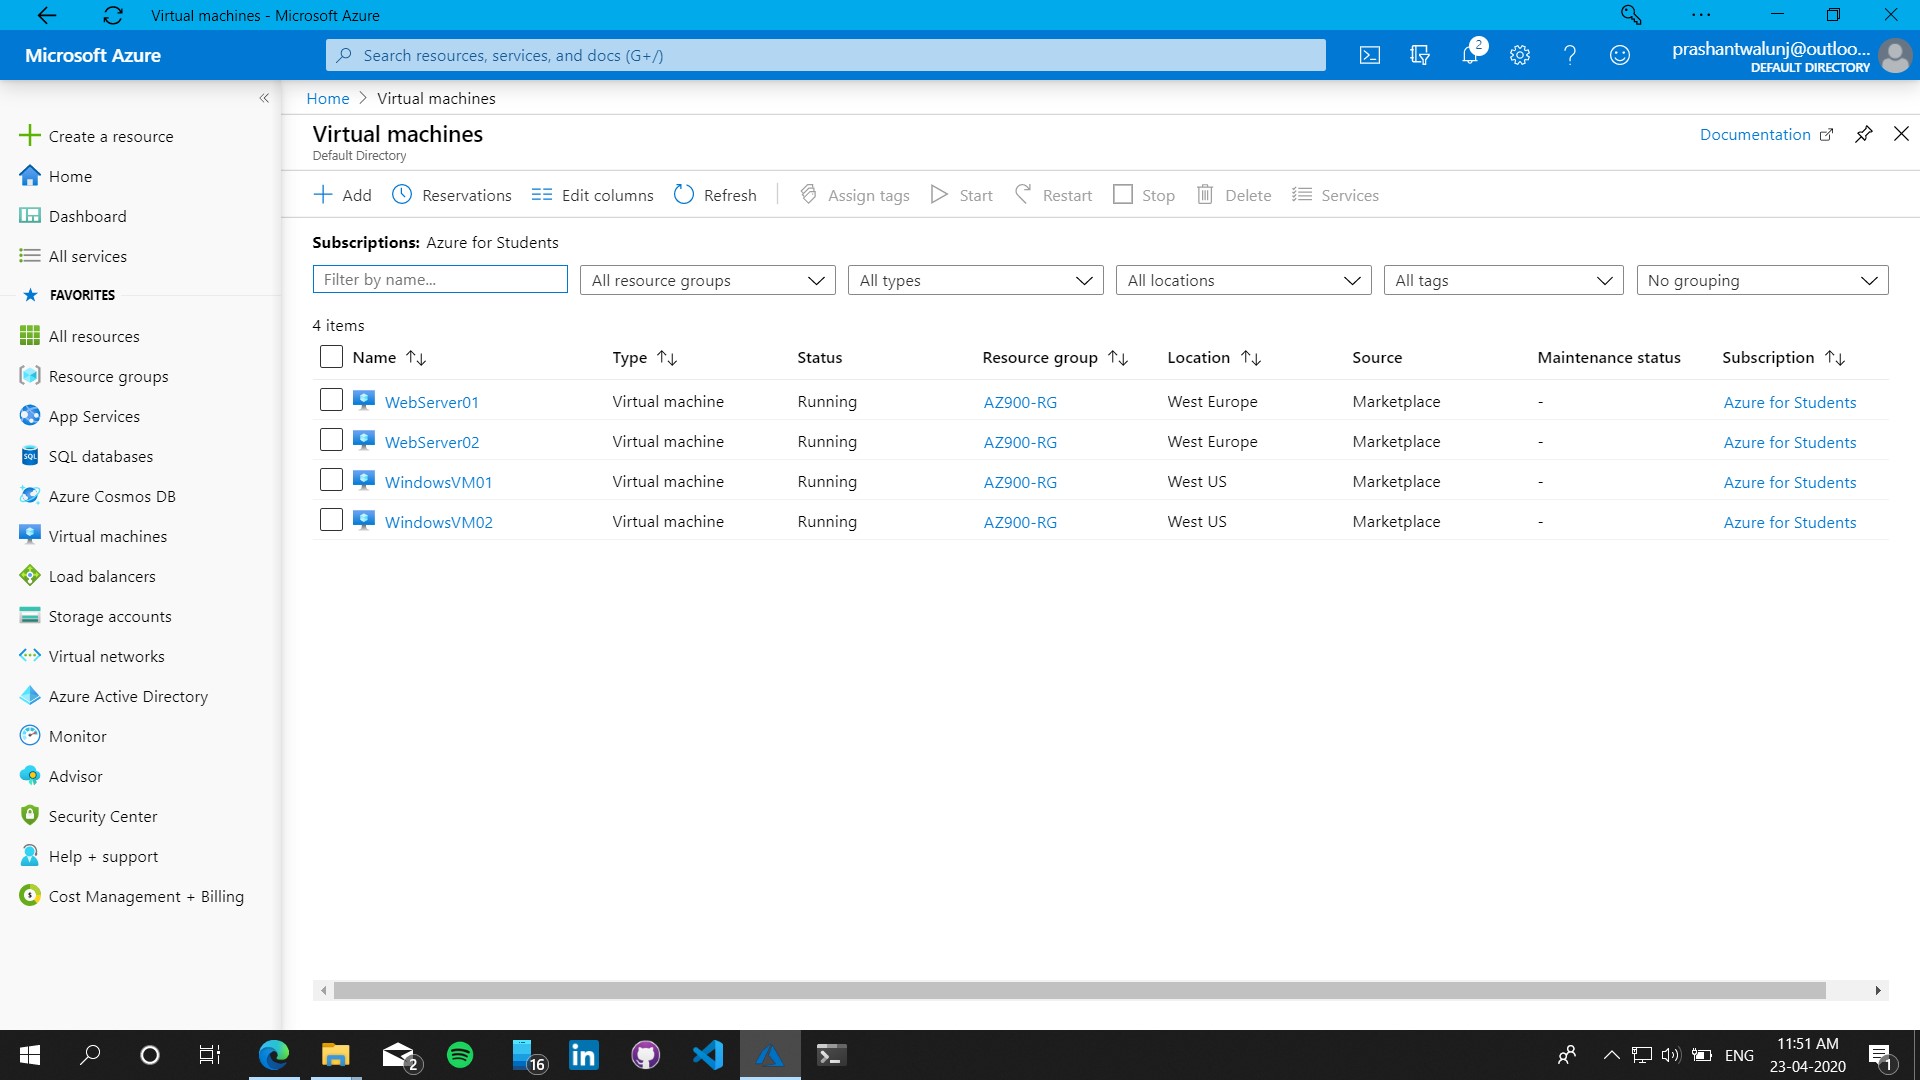 Virtual machines - Microsoft Azure
Microsoft Azure
Search resources, services, and docs (G+/)
2
prashantwalunj@outloo...
DEFAULT DIRECTORY
Home > Virtual machines
Virtual machines
Default Directory
Documentation
Create a resource
Home
Dashboard
All services
FAVORITES
All resources
Resource groups
App Services
SQL databases
Azure Cosmos DB
Virtual machines
Load balancers
Storage accounts
Virtual networks
Azure Active Directory
Monitor
Advisor
Security Center
Help + support
Cost Management + Billing
Add Reservations Edit columns Refresh Assign tags Start Restart Stop Delete Services
Subscriptions: Azure for Students
Filter by name... All resource groups All types All locations All tags No grouping
4 items
Name Type Status Resource group Location Source Maintenance status Subscription
WebServer01 Virtual machine Running AZ900-RG West Europe Marketplace - Azure for Students
WebServer02 Virtual machine Running AZ900-RG West Europe Marketplace - Azure for Students
WindowsVM01 Virtual machine Running AZ900-RG West US Marketplace - Azure for Students
WindowsVM02 Virtual machine Running AZ900-RG West US Marketplace - Azure for Students
2
16
in
ENG
11:51 AM
23-04-2020
1